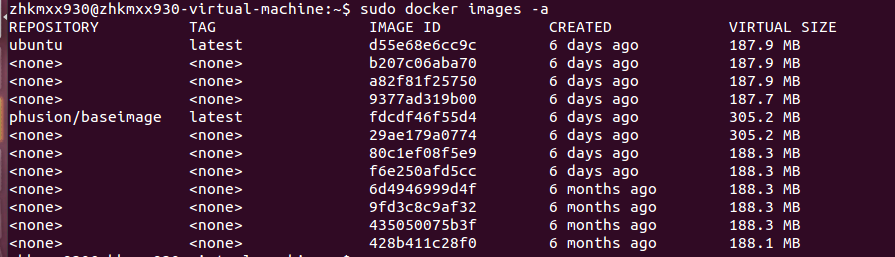 zhkmxx930@zhkmxx930-virtual-machine:~$ sudo docker images -a
REPOSITORY TAG IMAGE ID CREATED VIRTUAL SIZE
ubuntu latest d55e68e6cc9c 6 days ago 187.9 MB
<none> <none> b207c06aba70 6 days ago 187.9 MB
<none> <none> a82f81f25750 6 days ago 187.9 MB
<none> <none> 9377ad319b00 6 days ago 187.7 MB
phusion/baseimage latest fdcdf46f55d4 6 days ago 305.2 MB
<none> <none> 29ae179a0774 6 days ago 305.2 MB
<none> <none> 80c1ef08f5e9 6 days ago 188.3 MB
<none> <none> f6e250afd5cc 6 days ago 188.3 MB
<none> <none> 6d4946999d4f 6 months ago 188.3 MB
<none> <none> 9fd3c8c9af32 6 months ago 188.3 MB
<none> <none> 435050075b3f 6 months ago 188.3 MB
<none> <none> 428b411c28f0 6 months ago 188.1 MB